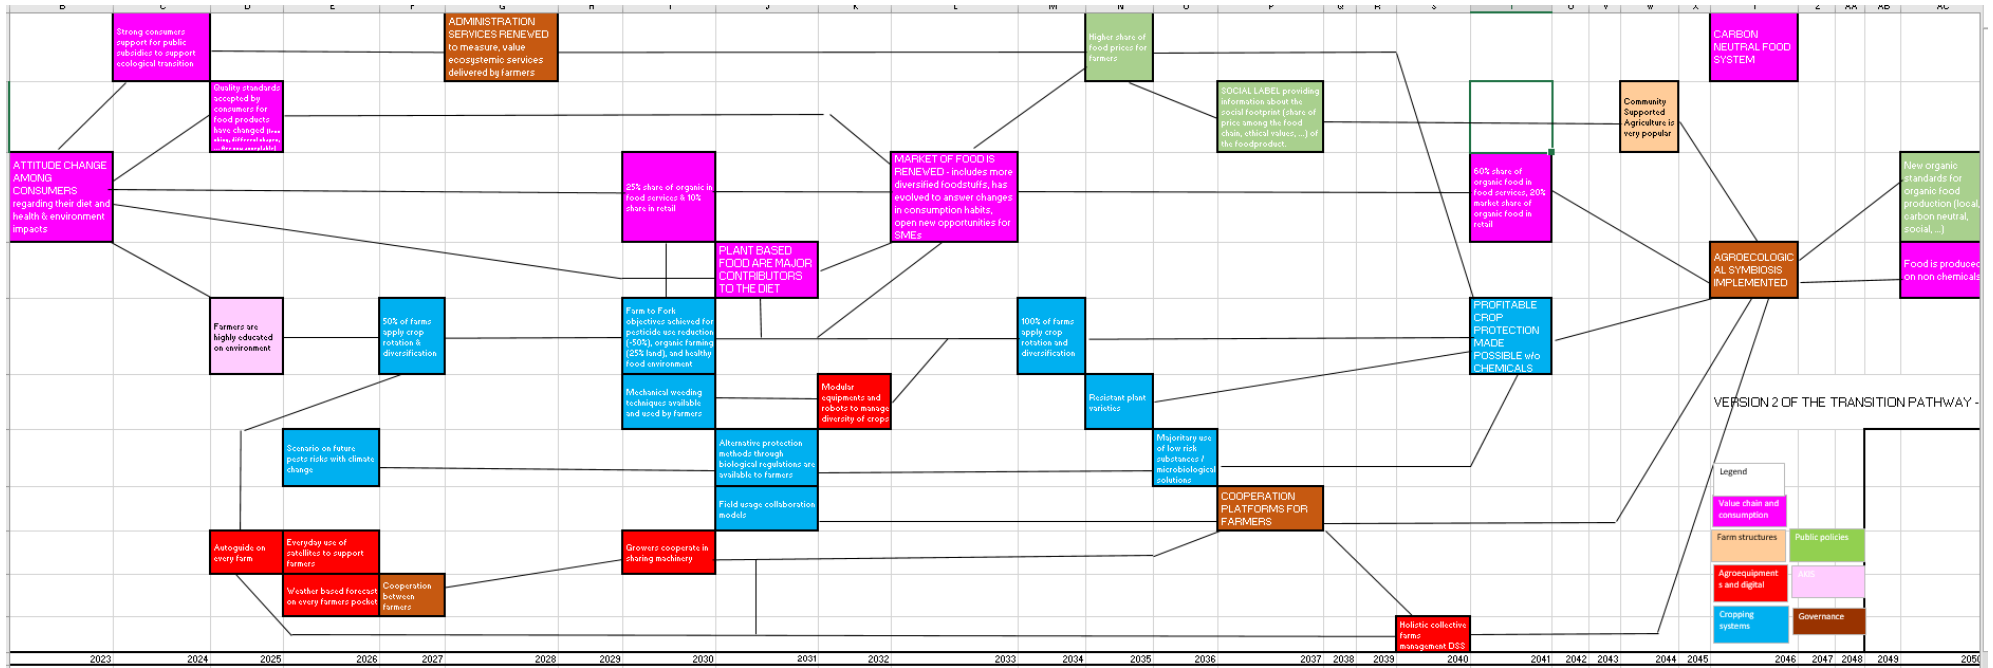 B C D E F G H I J K L M N O P Q R S T U V W X Y Z AA AB AC
Strong consumers
support for public
subsidies to support
ecological transition
ADMINISTRATION
SERVICES RENEWED
to measure, value
ecosystemic services
delivered by farmers
Higher share of
food prices for
farmers
CARBON
NEUTRAL FOOD
SYSTEM
Quality standards
accepted by
consumers for
food products
have changed
SOCIAL LABEL providing
information about the
social footprint (share of
price among the food
chain, ethical values, ...) of
the foodproduct.
Community
Supported
Agriculture is
very popular
ATTITUDE CHANGE
AMONG
CONSUMERS
regarding their diet and
health & environment
impacts
25% share of organic in
food services & 10%
share in retail
MARKET OF FOOD IS
RENEWED - includes more
diversified foodstuffs, has
evolved to answer changes
in consumption habits,
open new opportunities for
SMEs
60% share of
organic food in
food services, 20%
market share of
organic food in
retail
New organic
standards for
organic food
production (local,
carbon neutral,
social, ...)
PLANT BASED
FOOD ARE MAJOR
CONTRIBUTORS
TO THE DIET
AGROECOLOGIC
AL SYMBIOSIS
IMPLEMENTED
Food is produced
on non chemicals
Farmers are
highly educated
on environment
50% of farms
apply crop
rotation &
diversification
Farm to Fork
objectives achieved for
pesticide use reduction
(-50%), organic farming
(25% land), and healthy
food environment
100% of farms
apply crop
rotation and
diversification
PROFITABLE
CROP
PROTECTION
MADE
POSSIBLE w/o
CHEMICALS
Mechanical weeding
techniques available
and used by farmers
Modular
equipments and
robots to manage
diversity of crops
Resistant plant
varieties
VERSION 2 OF THE TRANSITION PATHWAY -
Scenario on future
pests risks with climate
change
Alternative protection
methods through
biological regulations are
available to farmers
Majoritary use
of low risk
substances /
microbiological
solutions
Field usage collaboration
models
COOPERATION
PLATFORMS FOR
FARMERS
Autoguide on
every farm
Everyday use of
satellites to support
farmers
Growers cooperate in
sharing machinery
Weather based forecast
on every farmers pocket
Cooperation
between
farmers
Holistic collective
farms
management DSS
Legend
Value chain and
consumption
Farm structures
Public policies
Agroequipment
s and digital
AKIS
Cropping
systems
Governance
2023 2024 2025 2026 2027 2028 2029 2030 2031 2032 2033 2034 2035 2036 2037 2038 2039 2040 2041 2042 2043 2044 2045 2046 2047 2048 2049 2050